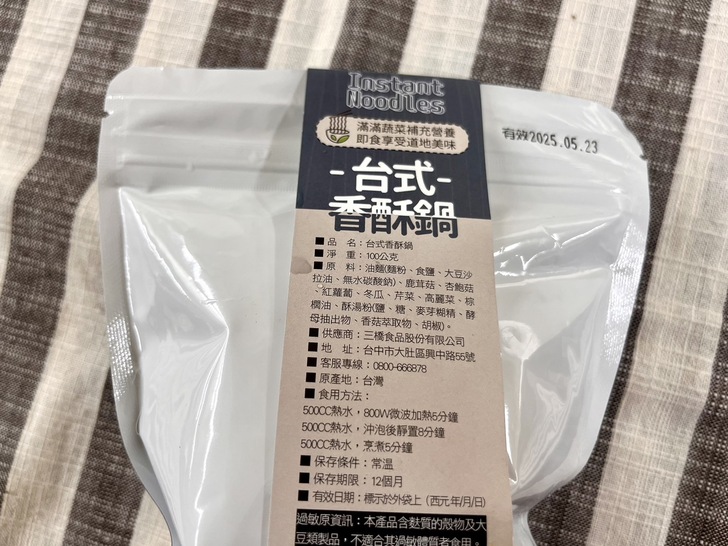 Instant
Noodles
滿滿蔬菜補充營養
即食享受道地美味
有效2025.05.23
-台式-
香酥鍋
■品　名：台式香酥鍋
■淨　重：100公克
■原　料：油麵(麵粉、食鹽、大豆沙
拉油、無水碳酸鈉)、鹿茸菇、杏鮑菇
、紅蘿蔔、冬瓜、芹菜、高麗菜、棕
櫚油、酥湯粉(鹽、糖、麥芽糊精、酵
母抽出物、香菇萃取物、胡椒)。
■供應商：三橋食品股份有限公司
■地　址：台中市大肚區興中路55號
■客服專線：0800-666878
■原產地：台灣
■食用方法：
500CC熱水，800W微波加熱5分鐘
500CC熱水，沖泡後靜置8分鐘
500CC熱水，烹煮5分鐘
■保存條件：常溫
■保存期限：12個月
■有效日期：標示於外袋上（西元年/月/日）
過敏原資訊：本產品含麩質的穀物及大
豆類製品，不適合其過敏體質者食用。